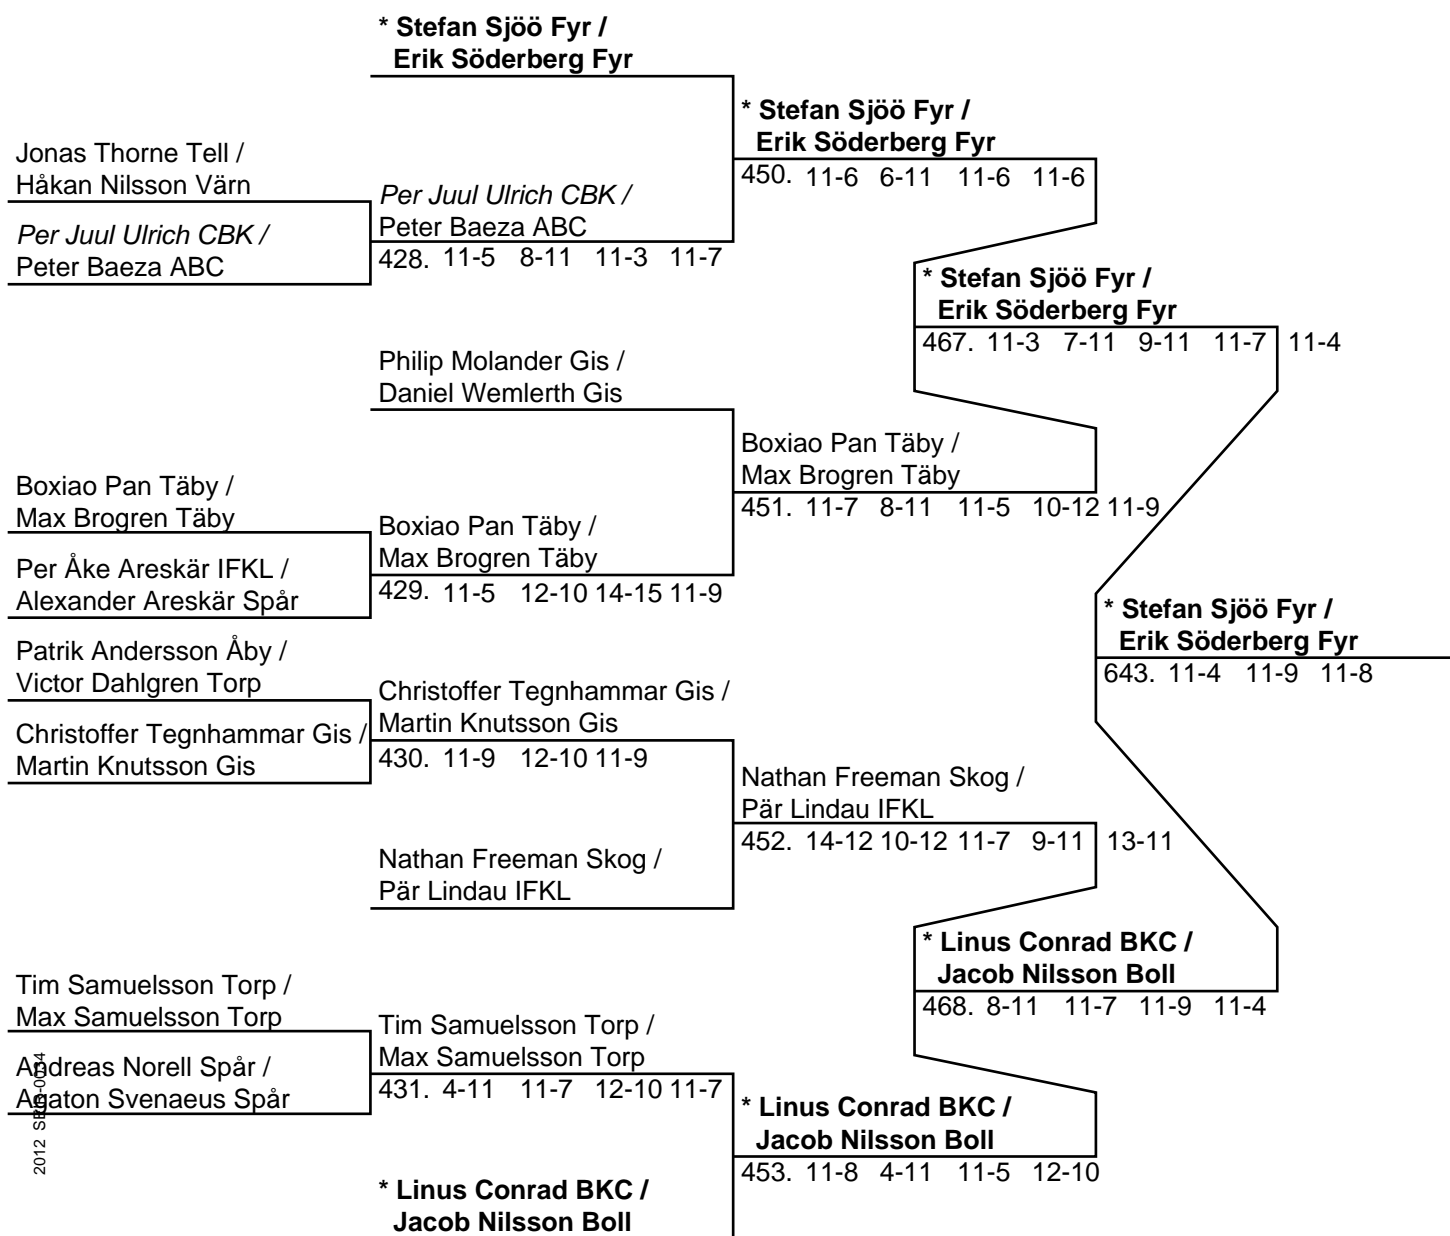 * Stefan Sjöö Fyr /
Erik Söderberg Fyr
* Stefan Sjöö Fyr /
Erik Söderberg Fyr
450. 11-6 6-11 11-6 11-6
Jonas Thorne Tell /
Håkan Nilsson Värn
Per Juul Ulrich CBK /
Peter Baeza ABC
Per Juul Ulrich CBK /
Peter Baeza ABC
428. 11-5 8-11 11-3 11-7
* Stefan Sjöö Fyr /
Erik Söderberg Fyr
467. 11-3 7-11 9-11 11-7 11-4
Philip Molander Gis /
Daniel Wemlerth Gis
Boxiao Pan Täby /
Max Brogren Täby
451. 11-7 8-11 11-5 10-12 11-9
Boxiao Pan Täby /
Max Brogren Täby
Per Åke Areskär IFKL /
Alexander Areskär Spår
Boxiao Pan Täby /
Max Brogren Täby
429. 11-5 12-10 14-15 11-9
* Stefan Sjöö Fyr /
Erik Söderberg Fyr
643. 11-4 11-9 11-8
Patrik Andersson Åby /
Victor Dahlgren Torp
Christoffer Tegnhammar Gis /
Martin Knutsson Gis
Christoffer Tegnhammar Gis /
Martin Knutsson Gis
430. 11-9 12-10 11-9
Nathan Freeman Skog /
Pär Lindau IFKL
452. 14-12 10-12 11-7 9-11 13-11
Nathan Freeman Skog /
Pär Lindau IFKL
* Linus Conrad BKC /
Jacob Nilsson Boll
468. 8-11 11-7 11-9 11-4
Tim Samuelsson Torp /
Max Samuelsson Torp
Andreas Norell Spår /
Agaton Svenaeus Spår
Tim Samuelsson Torp /
Max Samuelsson Torp
431. 4-11 11-7 12-10 11-7
* Linus Conrad BKC /
Jacob Nilsson Boll
453. 11-8 4-11 11-5 12-10
* Linus Conrad BKC /
Jacob Nilsson Boll
2012